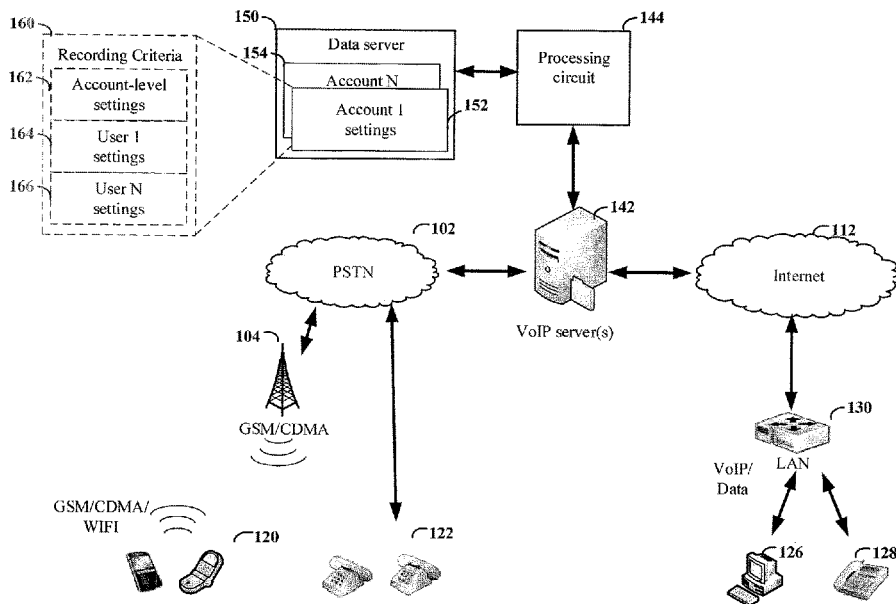 160
Recording Criteria
162
Account-level
settings
164
User 1
settings
166
User N
settings
150
Data server
154
Account N
Account 1
settings
152
144
Processing
circuit
142
VoIP server(s)
102
PSTN
112
Internet
104
GSM/CDMA
130
LAN
VoIP/
Data
GSM/CDMA/
WIFI
120
122
126
128